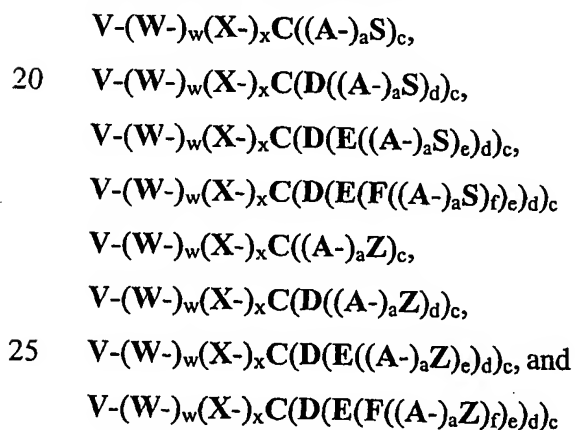 V-(W-)w(X-)xC((A-)aS)c,
20 V-(W-)w(X-)xC(D((A-)aS)d)c,
V-(W-)w(X-)xC(D(E((A-)aS)e)d)c,
V-(W-)w(X-)xC(D(E(F((A-)aS)f)e)d)c
V-(W-)w(X-)xC((A-)aZ)c,
V-(W-)w(X-)xC(D((A-)aZ)d)c,
25 V-(W-)w(X-)xC(D(E((A-)aZ)e)d)c, and
V-(W-)w(X-)xC(D(E(F((A-)aZ)f)e)d)c